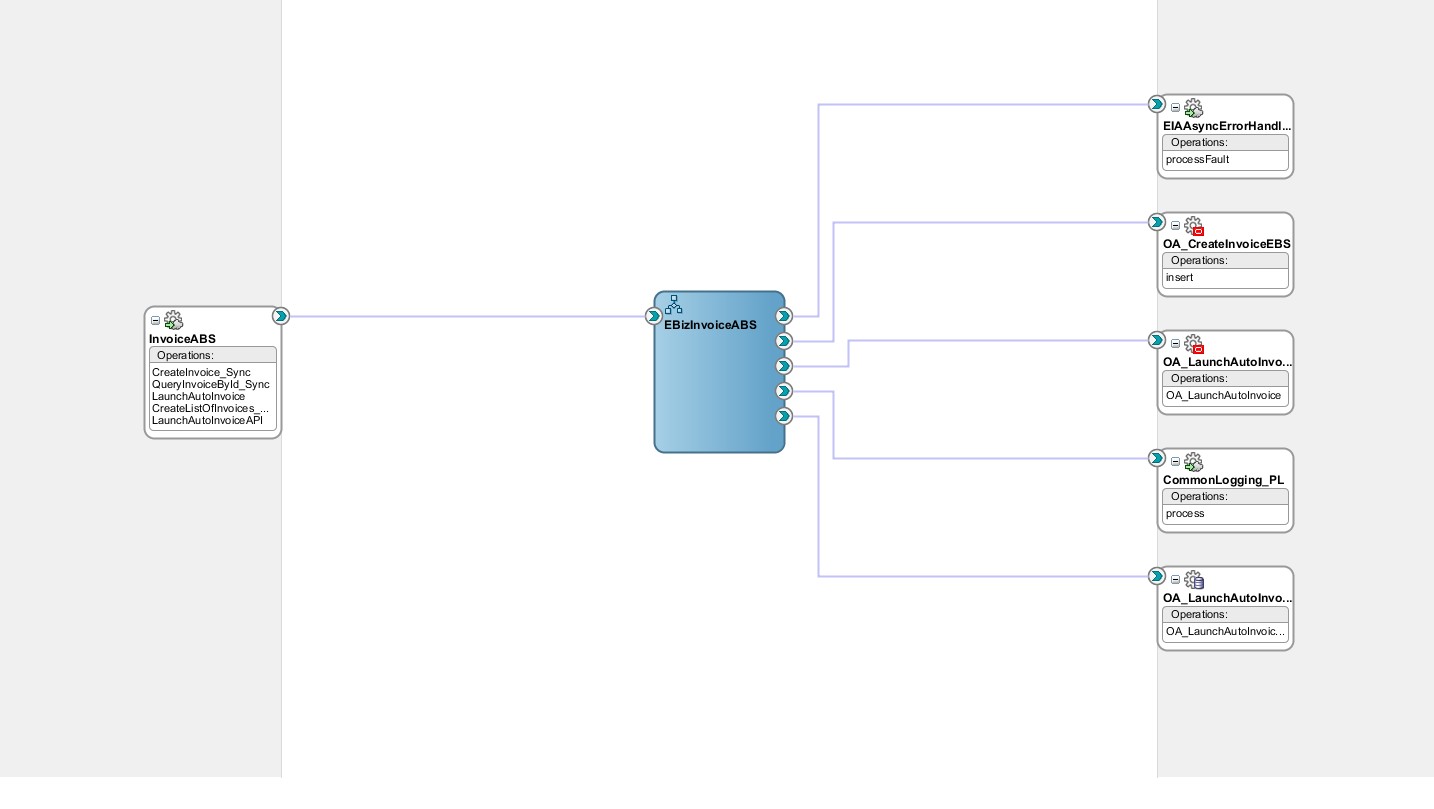 InvoiceABS
Operations:
CreateInvoice_Sync
QueryInvoiceById_Sync
LaunchAutoInvoice
CreateListOfInvoices_...
LaunchAutoInvoiceAPI
EBizInvoiceABS
EIAAsyncErrorHandl...
Operations:
processFault
OA_CreateInvoiceEBS
Operations:
insert
OA_LaunchAutoInvo...
Operations:
OA_LaunchAutoInvoice
CommonLogging_PL
Operations:
process
OA_LaunchAutoInvo...
Operations:
OA_LaunchAutoInvoic...